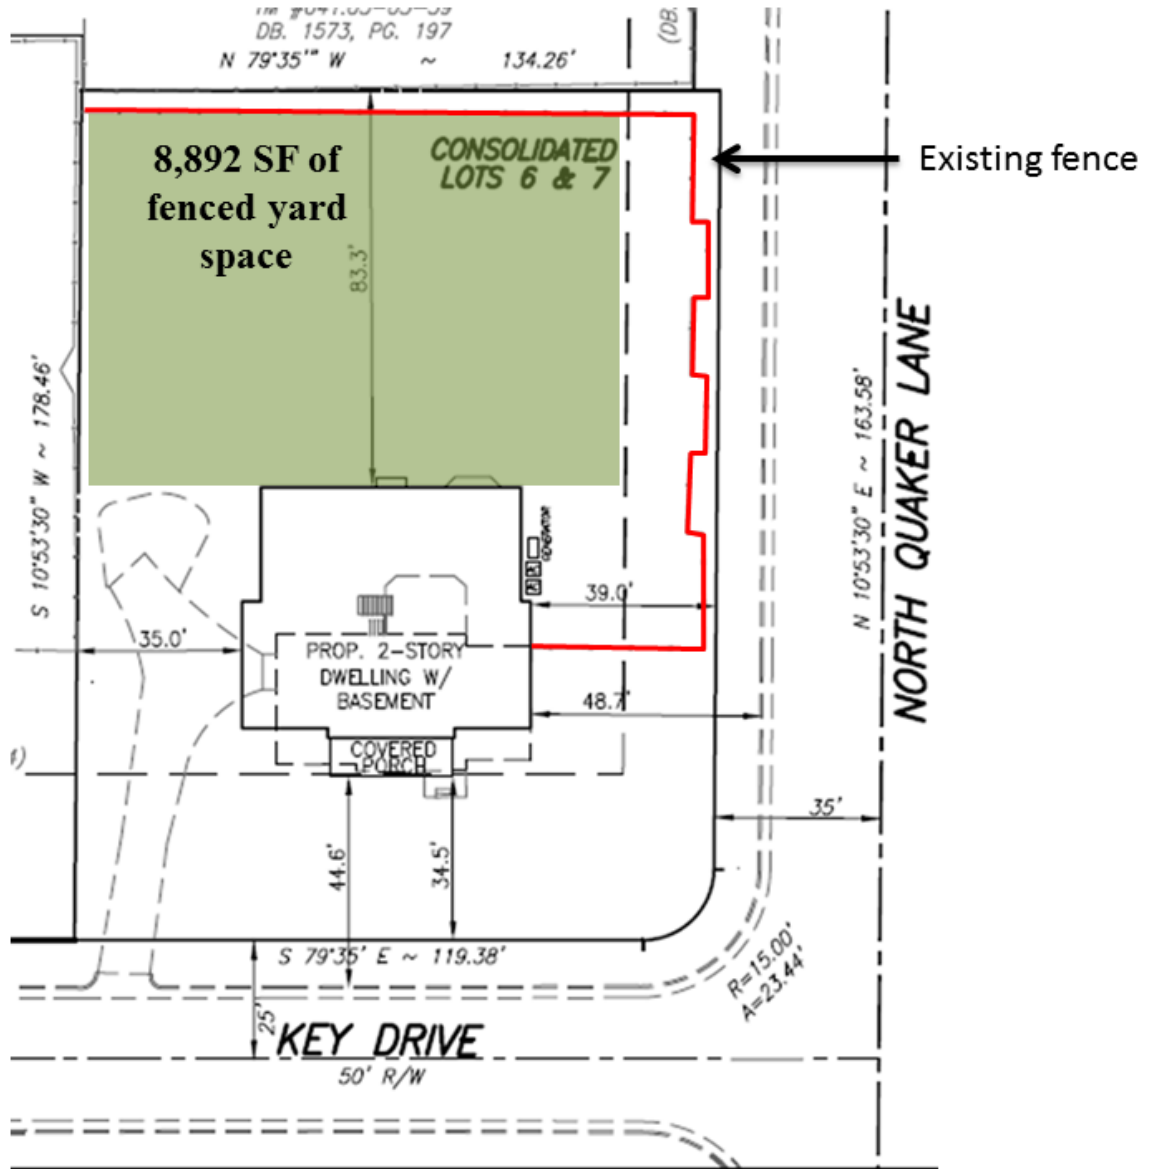 DB. 1573, PG. 197
N 79°35'" W ~ 134.26'
(DB.
8,892 SF of
fenced yard
space
CONSOLIDATED
LOTS 6 & 7
Existing fence
83.3'
S 10°53'30" W ~ 178.46'
N 10°53'30" E ~ 163.58'
NORTH QUAKER LANE
GENERATOR
39.0'
35.0'
PROP. 2-STORY
DWELLING W/
BASEMENT
48.7'
COVERED
PORCH
35'
44.6'
34.5'
S 79°35' E ~ 119.38'
R=15.00'
A=23.44'
25'
KEY DRIVE
50' R/W